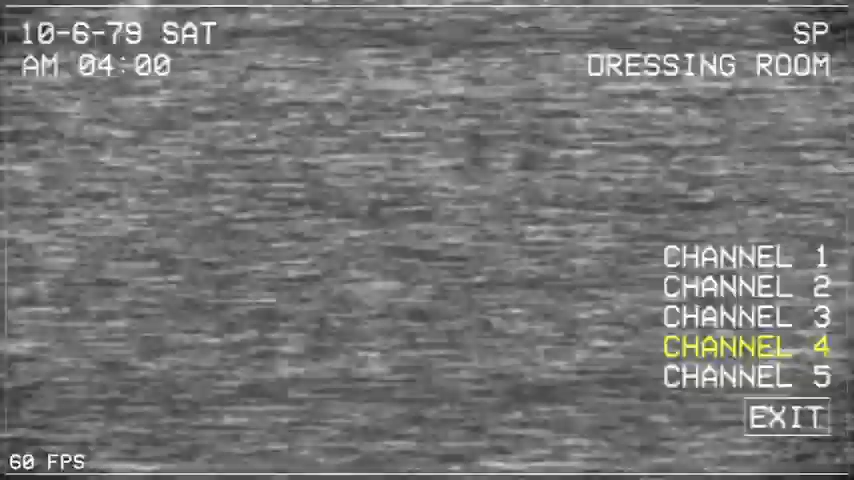 10-6-79 SAT
AM 04:00
SP
DRESSING ROOM
CHANNEL 1
CHANNEL 2
CHANNEL 3
CHANNEL 4
CHANNEL 5
EXIT
60 FPS